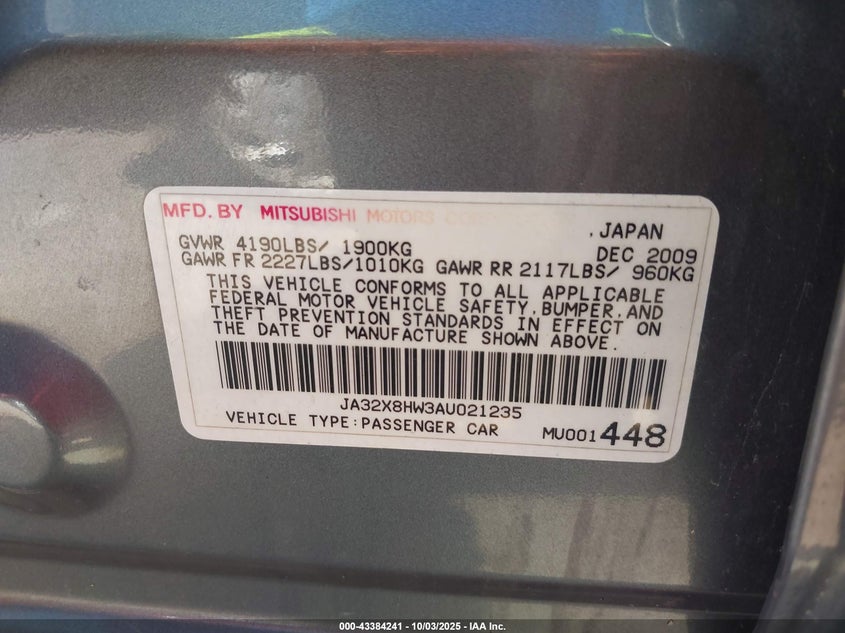 MFD. BY MITSUBISHI MOTORS CORPORATION
, JAPAN
GVWR 4190LBS/ 1900KG
DEC 2009
GAWR FR 2227LBS/1010KG GAWR RR 2117LBS/ 960KG
THIS VEHICLE CONFORMS TO ALL APPLICABLE
FEDERAL MOTOR VEHICLE SAFETY,BUMPER,AND
THEFT PREVENTION STANDARDS IN EFFECT ON
THE DATE OF MANUFACTURE SHOWN ABOVE.
JA32X8HW3AU021235
VEHICLE TYPE:PASSENGER CAR
MU001448
000-43384241 - 10/03/2025 - IAA Inc.